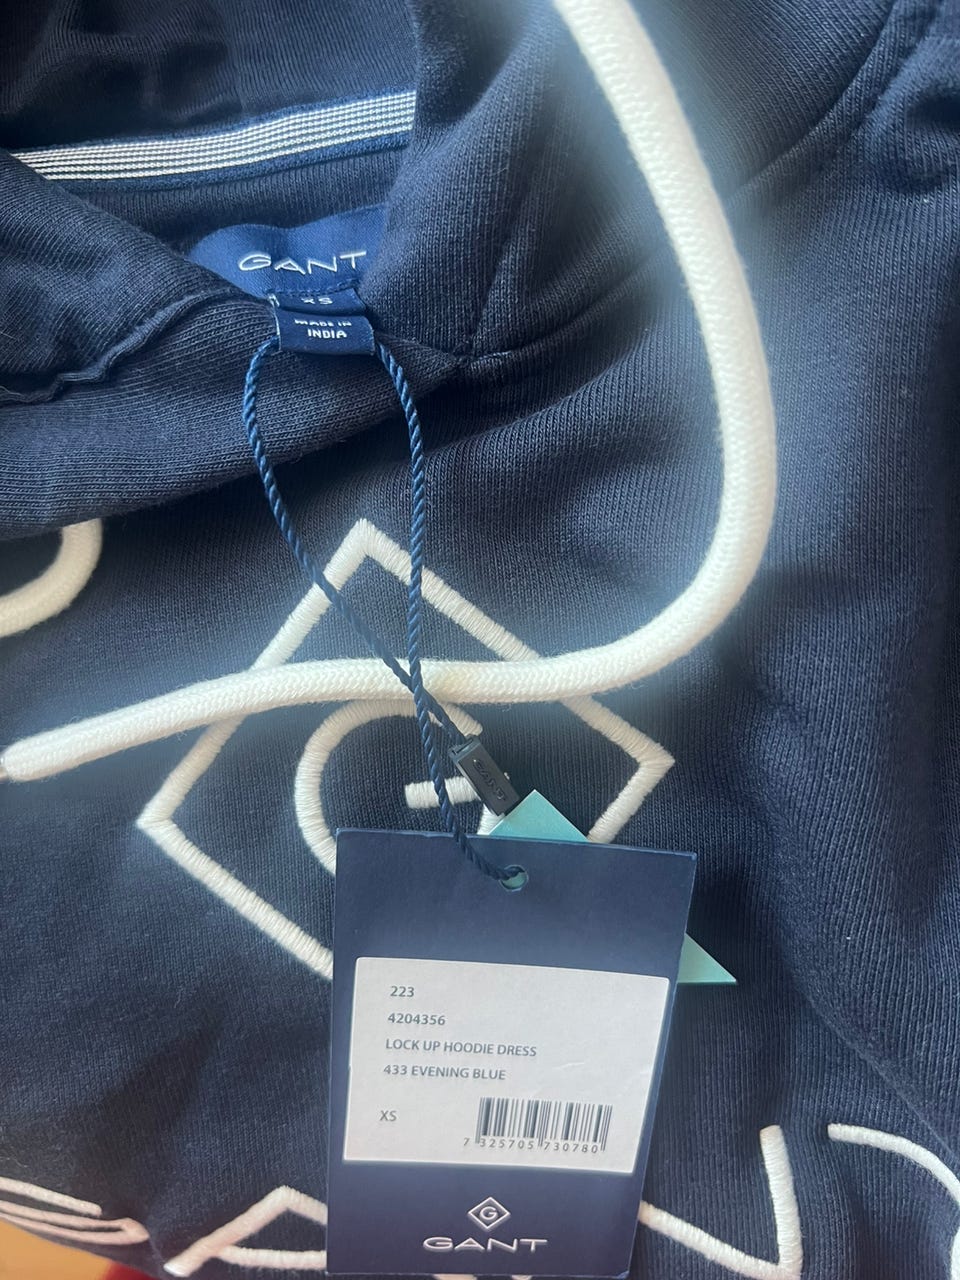 GANT
XS
MADE IN
INDIA
G
GANT
223
4204356
LOCK UP HOODIE DRESS
433 EVENING BLUE
XS
7 325705 730780
G
GANT